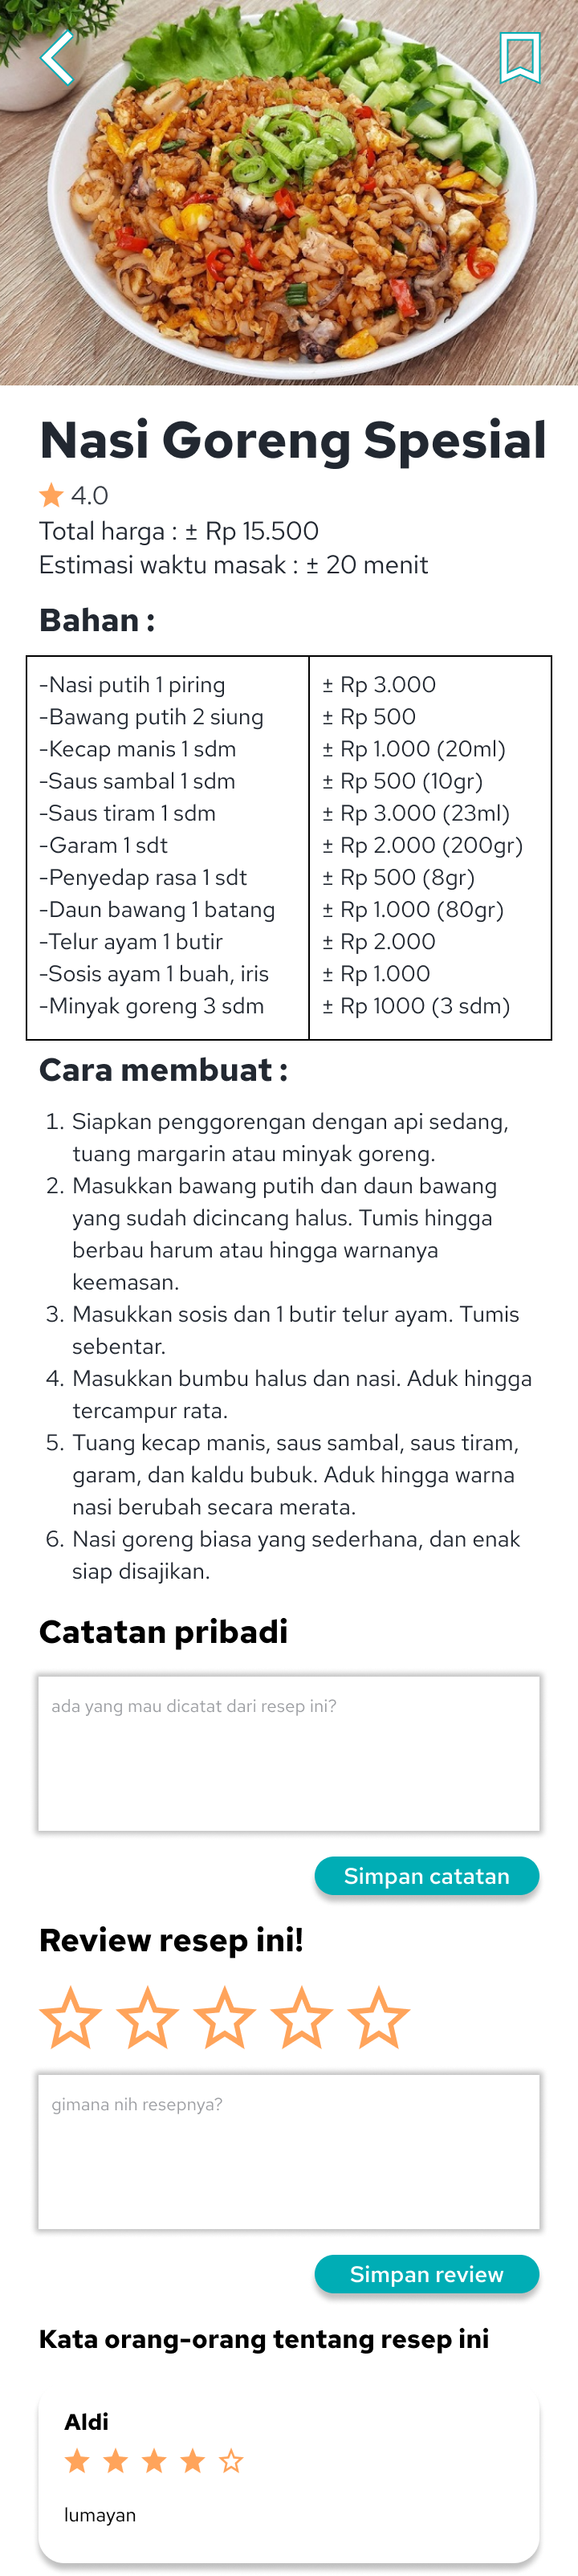 Nasi Goreng Spesial
4.0
Total harga : ± Rp 15.500
Estimasi waktu masak : ± 20 menit
Bahan :
-Nasi putih 1 piring ± Rp 3.000
-Bawang putih 2 siung ± Rp 500
-Kecap manis 1 sdm ± Rp 1.000 (20ml)
-Saus sambal 1 sdm ± Rp 500 (10gr)
-Saus tiram 1 sdm ± Rp 3.000 (23ml)
-Garam 1 sdt ± Rp 2.000 (200gr)
-Penyedap rasa 1 sdt ± Rp 500 (8gr)
-Daun bawang 1 batang ± Rp 1.000 (80gr)
-Telur ayam 1 butir ± Rp 2.000
-Sosis ayam 1 buah, iris ± Rp 1.000
-Minyak goreng 3 sdm ± Rp 1000 (3 sdm)
Cara membuat :
1. Siapkan penggorengan dengan api sedang,
tuang margarin atau minyak goreng.
2. Masukkan bawang putih dan daun bawang
yang sudah dicincang halus. Tumis hingga
berbau harum atau hingga warnanya
keemasan.
3. Masukkan sosis dan 1 butir telur ayam. Tumis
sebentar.
4. Masukkan bumbu halus dan nasi. Aduk hingga
tercampur rata.
5. Tuang kecap manis, saus sambal, saus tiram,
garam, dan kaldu bubuk. Aduk hingga warna
nasi berubah secara merata.
6. Nasi goreng biasa yang sederhana, dan enak
siap disajikan.
Catatan pribadi
ada yang mau dicatat dari resep ini?
Simpan catatan
Review resep ini!
gimana nih resepnya?
Simpan review
Kata orang-orang tentang resep ini
Aldi
lumayan